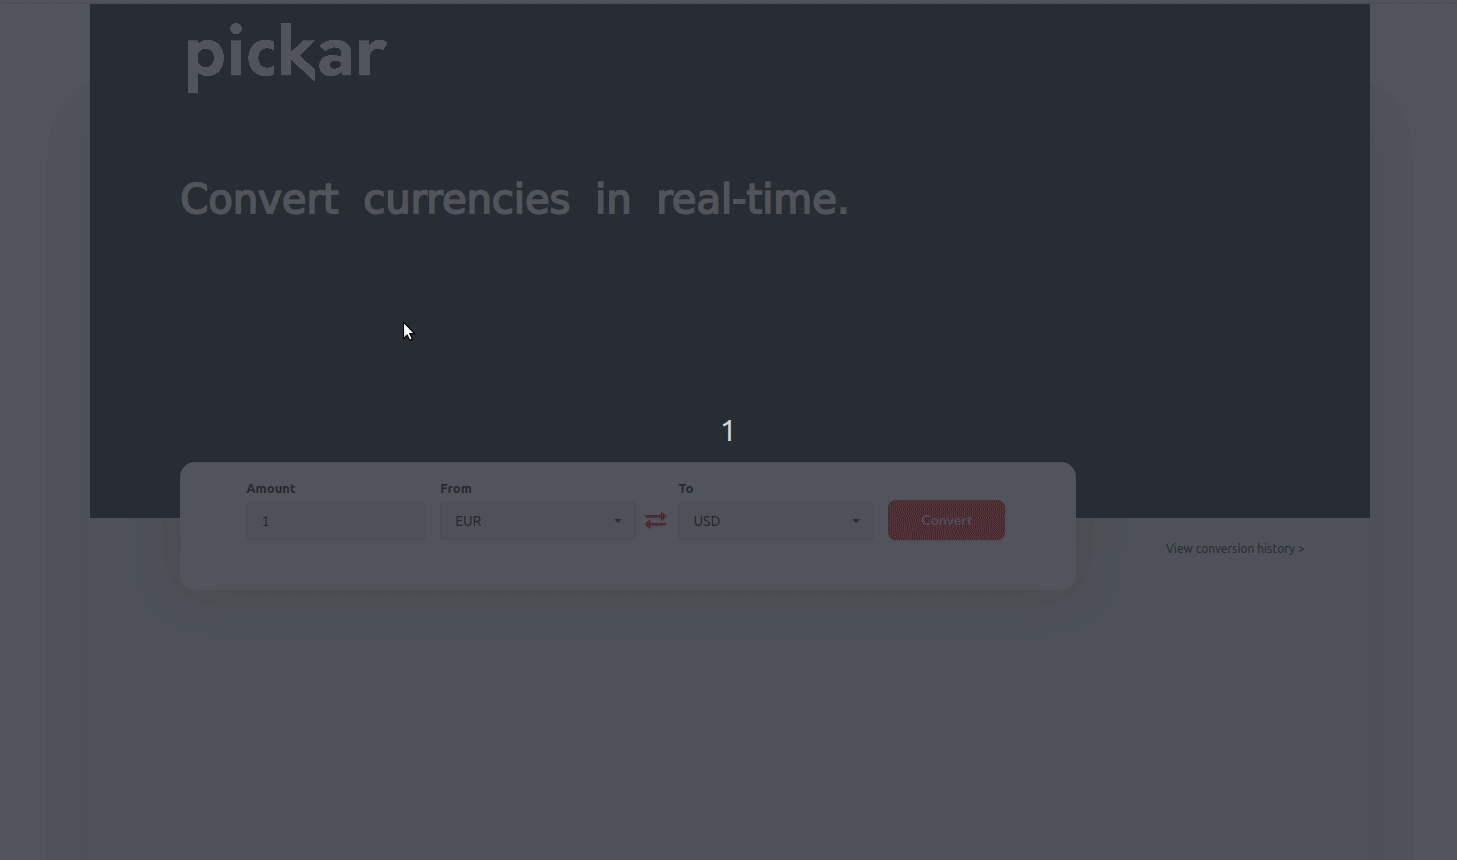 pickar
Convert currencies in real-time.
1
Amount From To
1 EUR USD Convert
View conversion history >